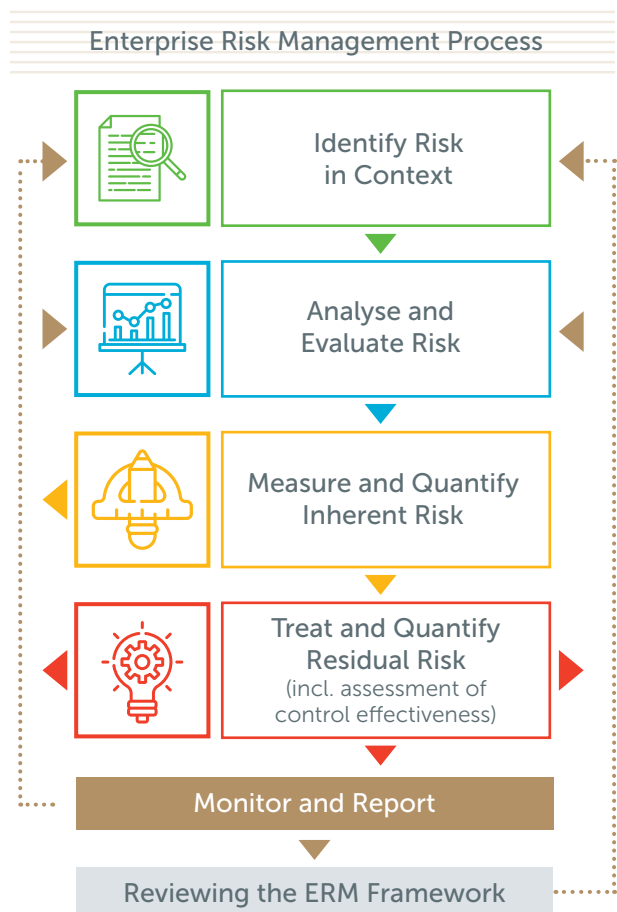 Enterprise Risk Management Process
Identify Risk
in Context
Analyse and
Evaluate Risk
Measure and Quantify
Inherent Risk
Treat and Quantify
Residual Risk
(incl. assessment of
control effectiveness)
Monitor and Report
Reviewing the ERM Framework